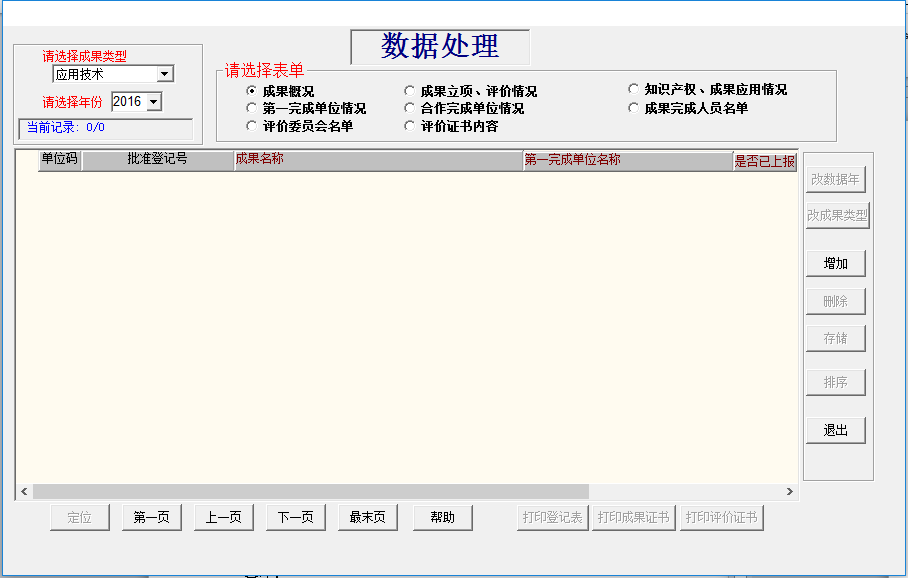 数据处理
请选择成果类型
应用技术
请选择年份 2016
当前记录: 0/0
请选择表单
成果概况 成果立项、评价情况 知识产权、成果应用情况
第一完成单位情况 合作完成单位情况 成果完成人员名单
评价委员会名单 评价证书内容
单位码 批准登记号 成果名称 第一完成单位名称 是否已上报
改数据年
改成果类型
增加
删除
存储
排序
退出
定位 第一页 上一页 下一页 最末页 帮助 打印登记表 打印成果证书 打印评价证书